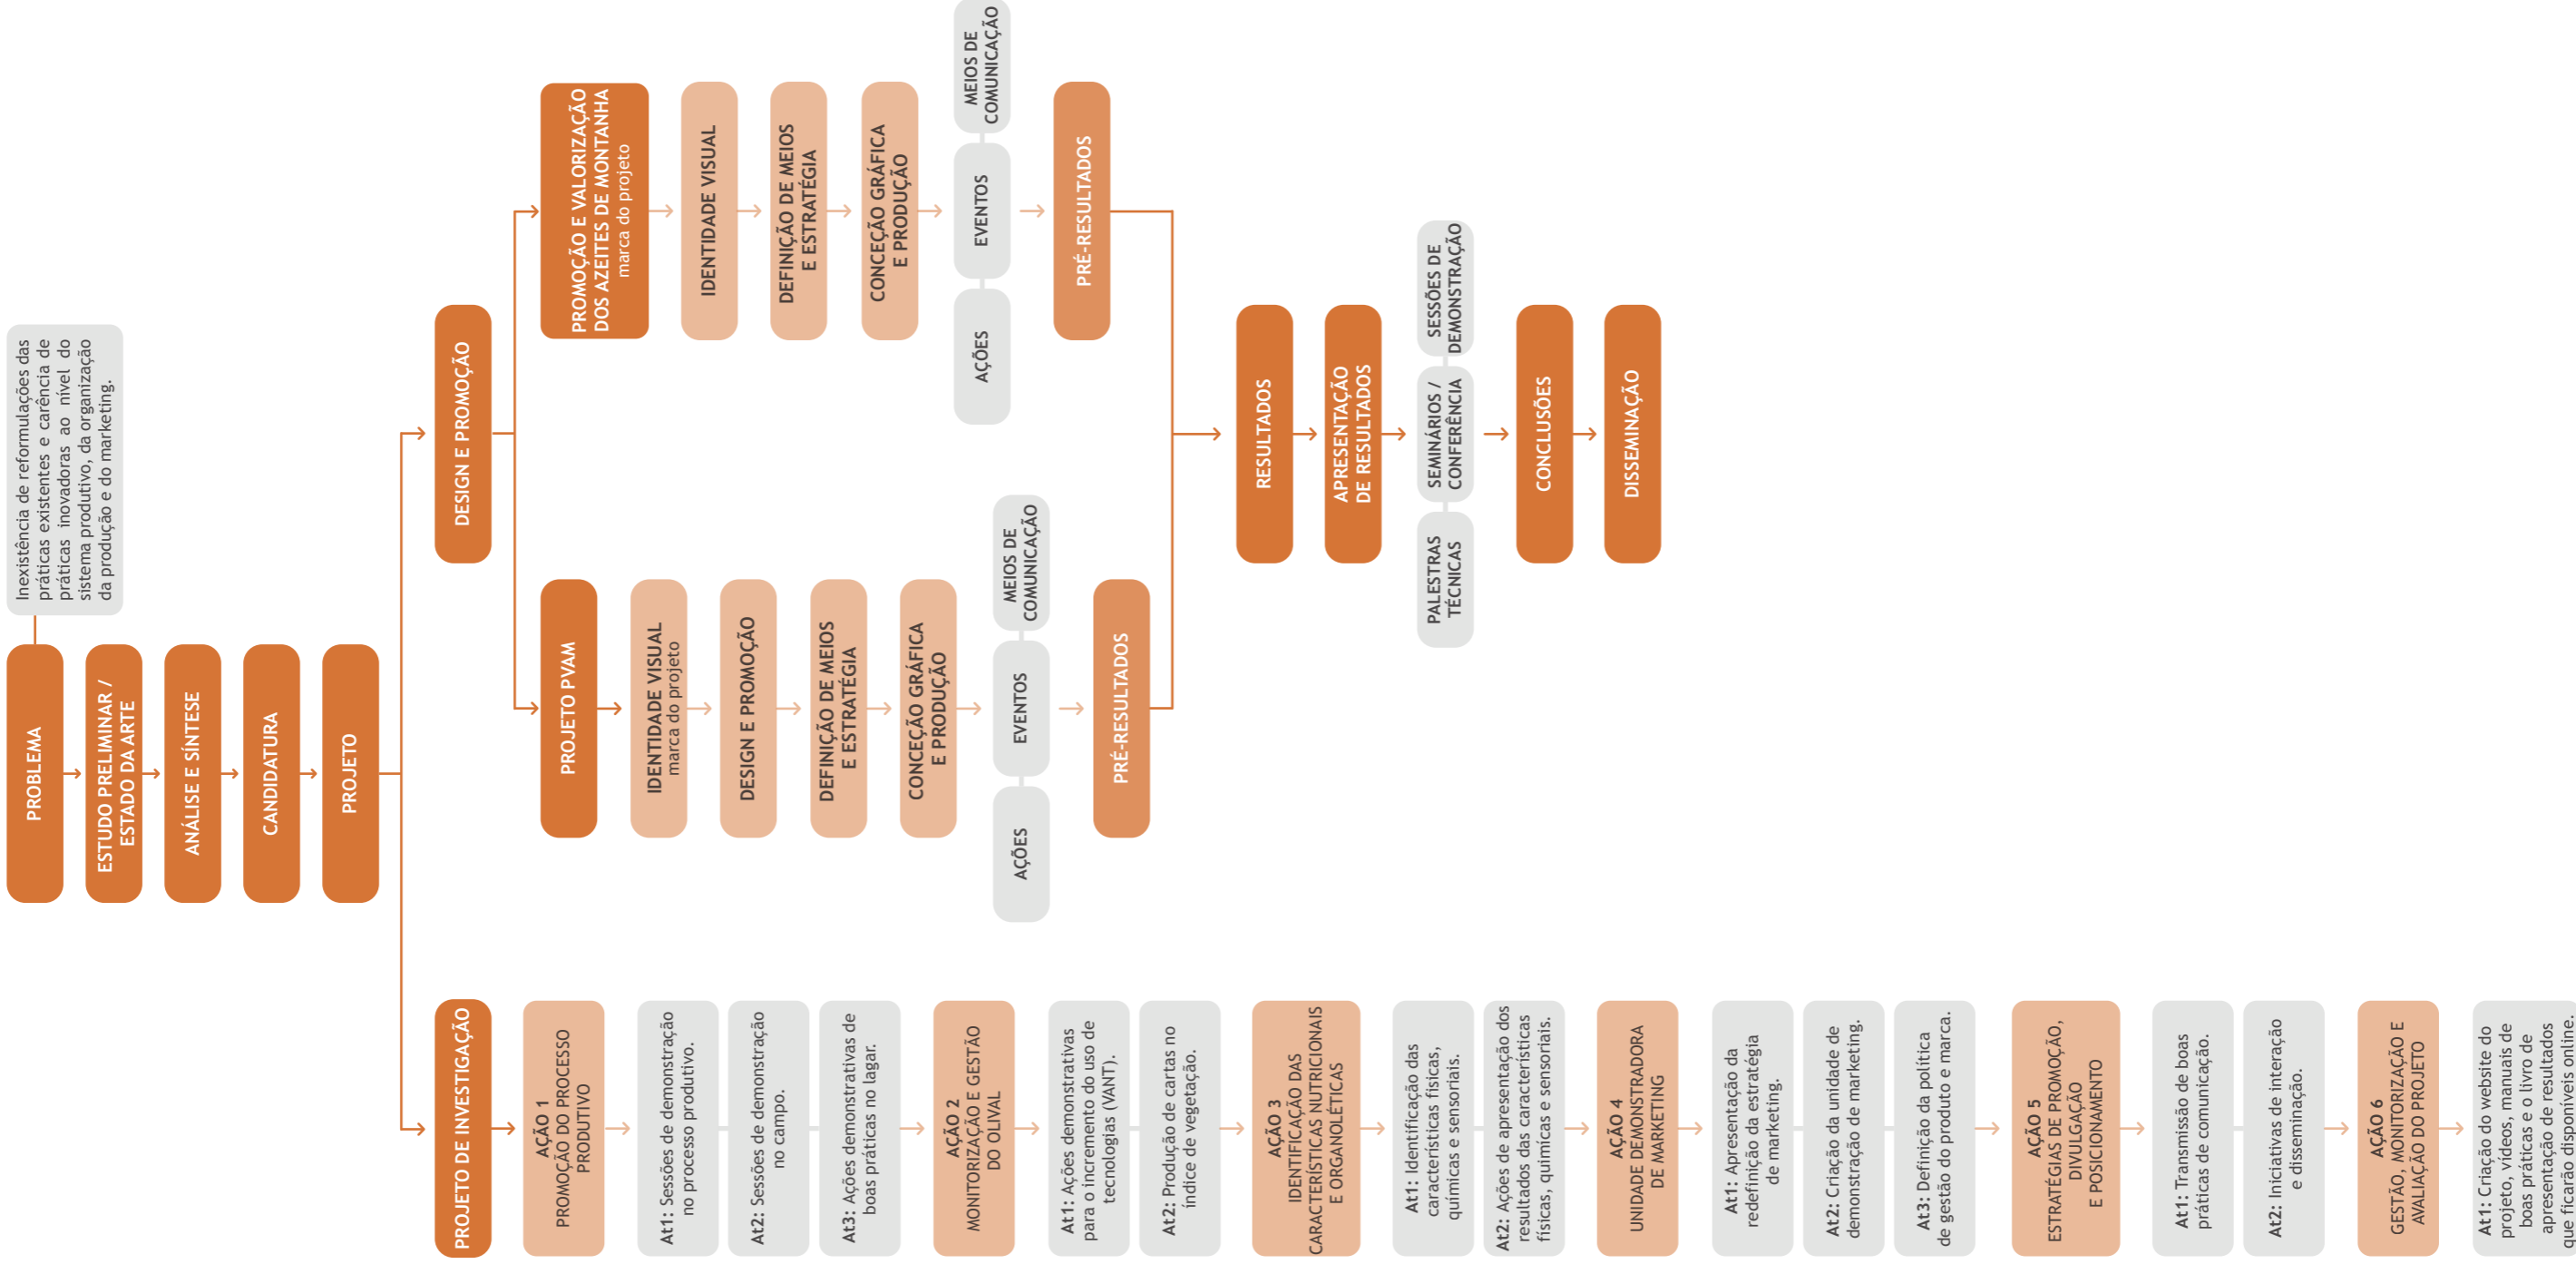 PROBLEMA
Inexistência de reformulações das
práticas existentes e carência de
práticas inovadoras ao nível do
sistema produtivo, da organização
da produção e do marketing.
ESTUDO PRELIMINAR /
ESTADO DA ARTE
ANÁLISE E SÍNTESE
CANDIDATURA
PROJETO
PROJETO DE INVESTIGAÇÃO
AÇÃO 1
PROMOÇÃO DO PROCESSO
PRODUTIVO
At1: Sessões de demonstração
no processo produtivo.
At2: Sessões de demonstração
no campo.
At3: Ações demonstrativas de
boas práticas no lagar.
AÇÃO 2
MONITORIZAÇÃO E GESTÃO
DO OLIVAL
At1: Ações demonstrativas
para o incremento do uso de
tecnologias (VANT).
At2: Produção de cartas no
índice de vegetação.
AÇÃO 3
IDENTIFICAÇÃO DAS
CARACTERÍSTICAS NUTRICIONAIS
E ORGANOLÉTICAS
At1: Identificação das
características físicas,
químicas e sensoriais.
At2: Ações de apresentação dos
resultados das características
físicas, químicas e sensoriais.
AÇÃO 4
UNIDADE DEMONSTRADORA
DE MARKETING
At1: Apresentação da
redefinição da estratégia
de marketing.
At2: Criação da unidade de
demonstração de marketing.
At3: Definição da política
de gestão do produto e marca.
AÇÃO 5
ESTRATÉGIAS DE PROMOÇÃO,
DIVULGAÇÃO
E POSICIONAMENTO
At1: Transmissão de boas
práticas de comunicação.
At2: Iniciativas de interação
e disseminação.
AÇÃO 6
GESTÃO, MONITORIZAÇÃO E
AVALIAÇÃO DO PROJETO
At1: Criação do website do
projeto, vídeos, manuais de
boas práticas e o livro de
apresentação de resultados
que ficarão disponíveis online.
DESIGN E PROMOÇÃO
PROJETO PVAM
IDENTIDADE VISUAL
marca do projeto
DESIGN E PROMOÇÃO
DEFINIÇÃO DE MEIOS
E ESTRATÉGIA
CONCEÇÃO GRÁFICA
E PRODUÇÃO
AÇÕES
EVENTOS
MEIOS DE
COMUNICAÇÃO
PRÉ-RESULTADOS
PROMOÇÃO E VALORIZAÇÃO
DOS AZEITES DE MONTANHA
marca do projeto
IDENTIDADE VISUAL
DEFINIÇÃO DE MEIOS
E ESTRATÉGIA
CONCEÇÃO GRÁFICA
E PRODUÇÃO
AÇÕES
EVENTOS
MEIOS DE
COMUNICAÇÃO
PRÉ-RESULTADOS
RESULTADOS
APRESENTAÇÃO
DE RESULTADOS
PALESTRAS
TÉCNICAS
SEMINÁRIOS /
CONFERÊNCIA
SESSÕES DE
DEMONSTRAÇÃO
CONCLUSÕES
DISSEMINAÇÃO